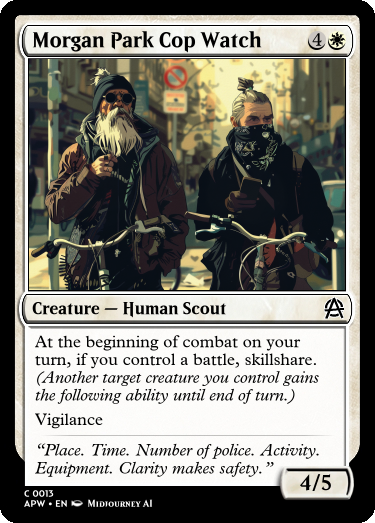 Morgan Park Cop Watch 4
Creature — Human Scout
At the beginning of combat on your
turn, if you control a battle, skillshare.
(Another target creature you control gains
the following ability until end of turn.)
Vigilance
“Place. Time. Number of police. Activity.
Equipment. Clarity makes safety.”
4/5
C 0013
APW • EN Midjourney AI